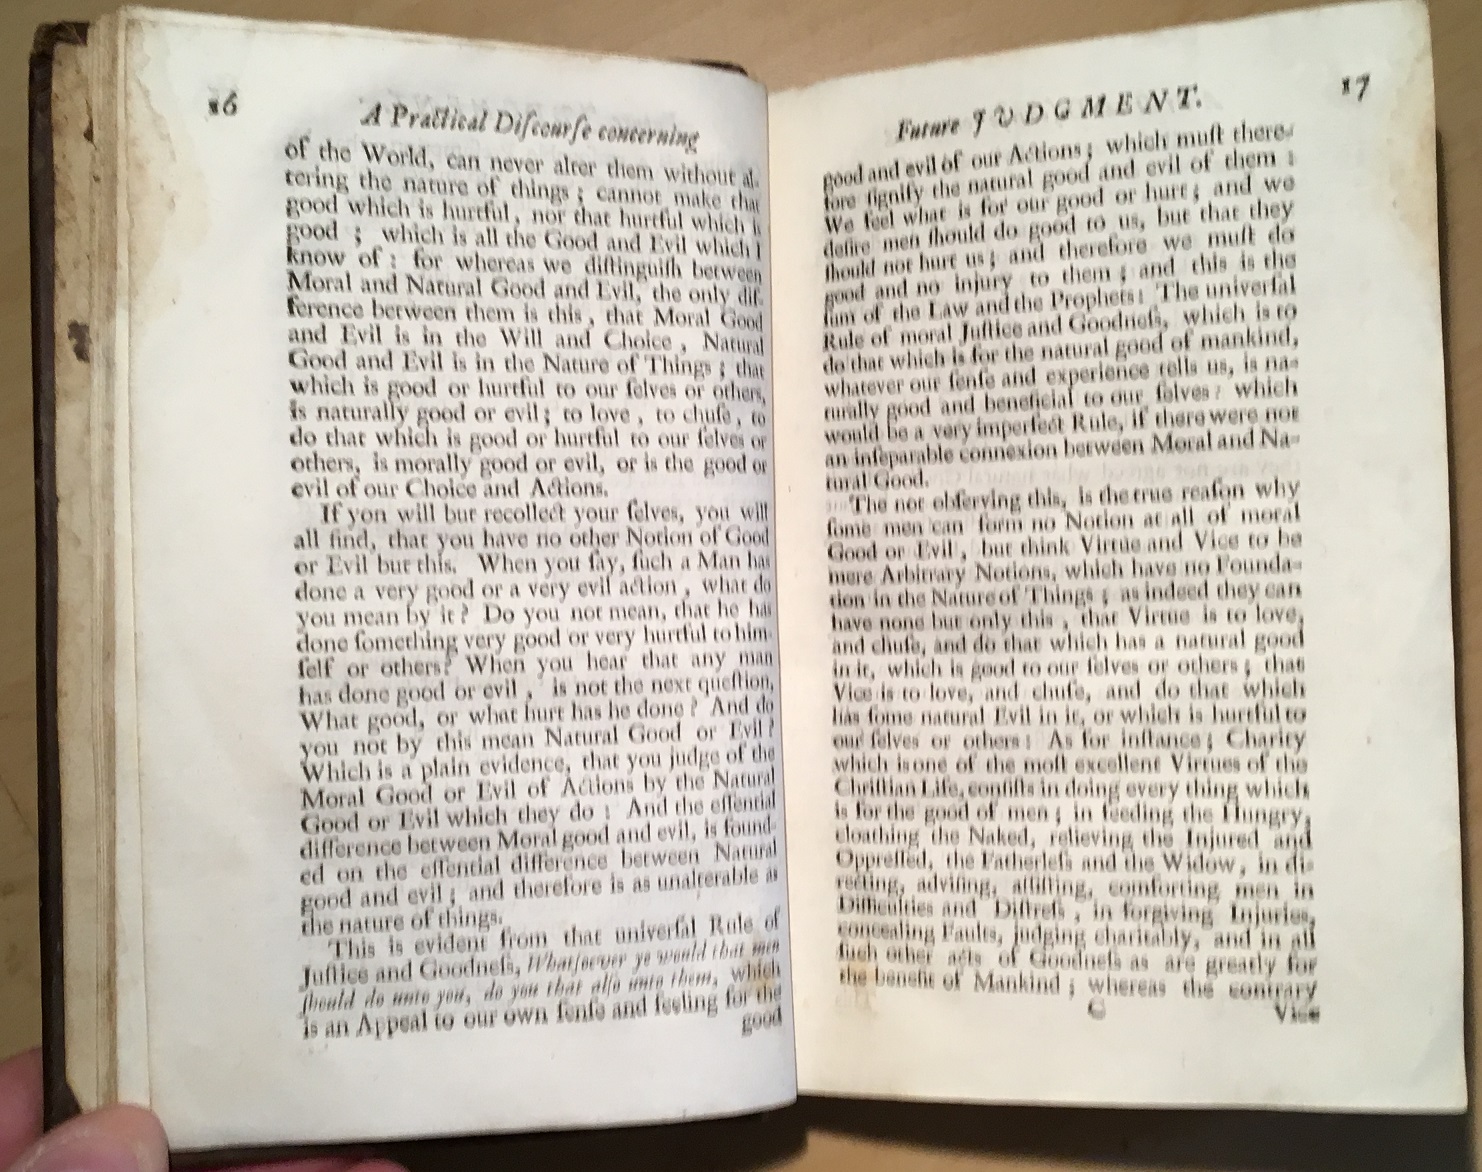 16
A Practical Diſcourſe concerning
of the World, can never alter them without al-
tering the nature of things; cannot make that
good which is hurtful, nor that hurtful which is
good; which is all the Good and Evil which I
know of: for whereas we diſtinguiſh between
Moral and Natural Good and Evil, the only dif-
ference between them is this, that Moral Good
and Evil is in the Will and Choice, Natural
Good and Evil is in the Nature of Things; that
which is good or hurtful to our ſelves or others,
is naturally good or evil; to love, to chuſe, to
do that which is good or hurtful to our ſelves or
others, is morally good or evil, or is the good or
evil of our Choice and Actions.
If yon will but recollect your ſelves, you will
all find, that you have no other Notion of Good
or Evil but this. When you ſay, ſuch a Man has
done a very good or a very evil action, what do
you mean by it? Do you not mean, that he has
done ſomething very good or very hurtful to him-
ſelf or others? When you hear that any man
has done good or evil, is not the next queſtion,
What good, or what hurt has he done? And do
you not by this mean Natural Good or Evil?
Which is a plain evidence, that you judge of the
Moral Good or Evil of Actions by the Natural
Good or Evil which they do: And the eſſential
difference between Moral good and evil, is found-
ed on the eſſential difference between Natural
good and evil; and therefore is as unalterable as
the nature of things.
This is evident from that univerſal Rule of
Juſtice and Goodneſs, Whatſoever ye would that men
ſhould do unto you, do you that alſo unto them, which
is an Appeal to our own ſenſe and feeling for the
good
Future JUDGMENT.
17
good and evil of our Actions; which muſt there-
fore ſignify the natural good and evil of them:
We feel what is for our good or hurt; and we
deſire men ſhould do good to us, but that they
ſhould not hurt us; and therefore we muſt do
good and no injury to them; and this is the
ſum of the Law and the Prophets: The univerſal
Rule of moral Juſtice and Goodneſs, which is to
do that which is for the natural good of mankind,
whatever our ſenſe and experience tells us, is na-
turally good and beneficial to our ſelves: which
would be a very imperfect Rule, if there were not
an inſeparable connexion between Moral and Na-
tural Good.
The not obſerving this, is the true reaſon why
ſome men can form no Notion at all of moral
Good or Evil, but think Virtue and Vice to be
mere Arbitrary Notions, which have no Founda-
tion in the Nature of Things; as indeed they can
have none but only this, that Virtue is to love,
and chuſe, and do that which has a natural good
in it, which is good to our ſelves or others; that
Vice is to love, and chuſe, and do that which
has ſome natural Evil in it, or which is hurtful to
our ſelves or others: As for inſtance; Charity
which is one of the moſt excellent Virtues of the
Chriſtian Life, conſiſts in doing every thing which
is for the good of men; in feeding the Hungry,
cloathing the Naked, relieving the Injured and
Oppreſſed, the Fatherleſs and the Widow, in di-
recting, adviſing, aſſiſting, comforting men in
Difficulties and Diſtreſs, in forgiving Injuries,
concealing Faults, judging charitably, and in all
ſuch other acts of Goodneſs as are greatly for
the benefit of Mankind; whereas the contrary
C
Vice